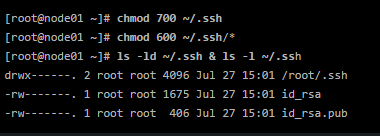 [root@node01 ~]# chmod 700 ~/.ssh
[root@node01 ~]# chmod 600 ~/.ssh/*
[root@node01 ~]# ls -ld ~/.ssh & ls -l ~/.ssh
drwx------. 2 root root 4096 Jul 27 15:01 /root/.ssh
-rw-------. 1 root root 1675 Jul 27 15:01 id_rsa
-rw-------. 1 root root  406 Jul 27 15:01 id_rsa.pub